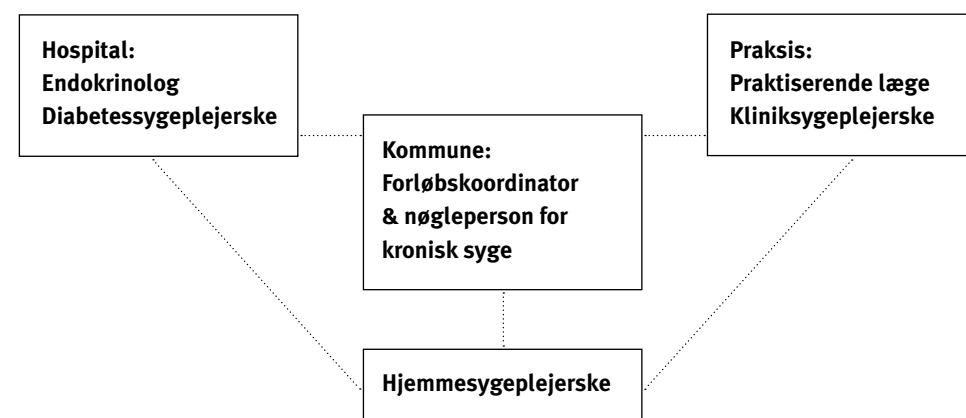 Hospital:
Endokrinolog
Diabetessygeplejerske
Praksis:
Praktiserende læge
Kliniksygeplejerske
Kommune:
Forløbskoordinator
& nøgleperson for
kronisk syge
Hjemmesygeplejerske